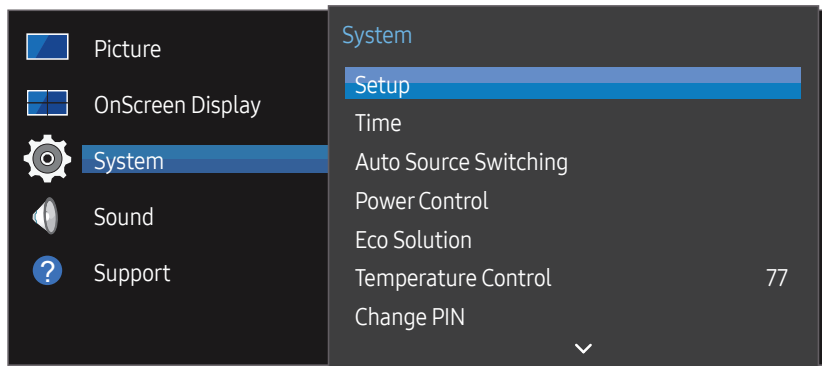 Picture
OnScreen Display
System
Sound
Support
System
Setup
Time
Auto Source Switching
Power Control
Eco Solution
Temperature Control 77
Change PIN